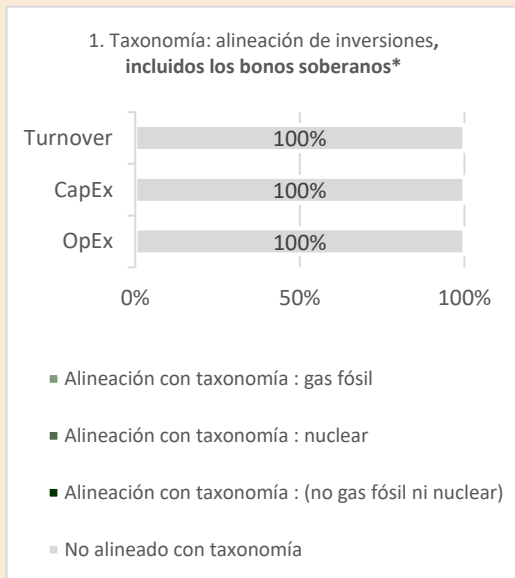 1. Taxonomía: alineación de inversiones,
incluidos los bonos soberanos*
Turnover 100%
CapEx 100%
OpEx 100%
0% 50% 100%
Alineación con taxonomía : gas fósil
Alineación con taxonomía : nuclear
Alineación con taxonomía : (no gas fósil ni nuclear)
No alineado con taxonomía